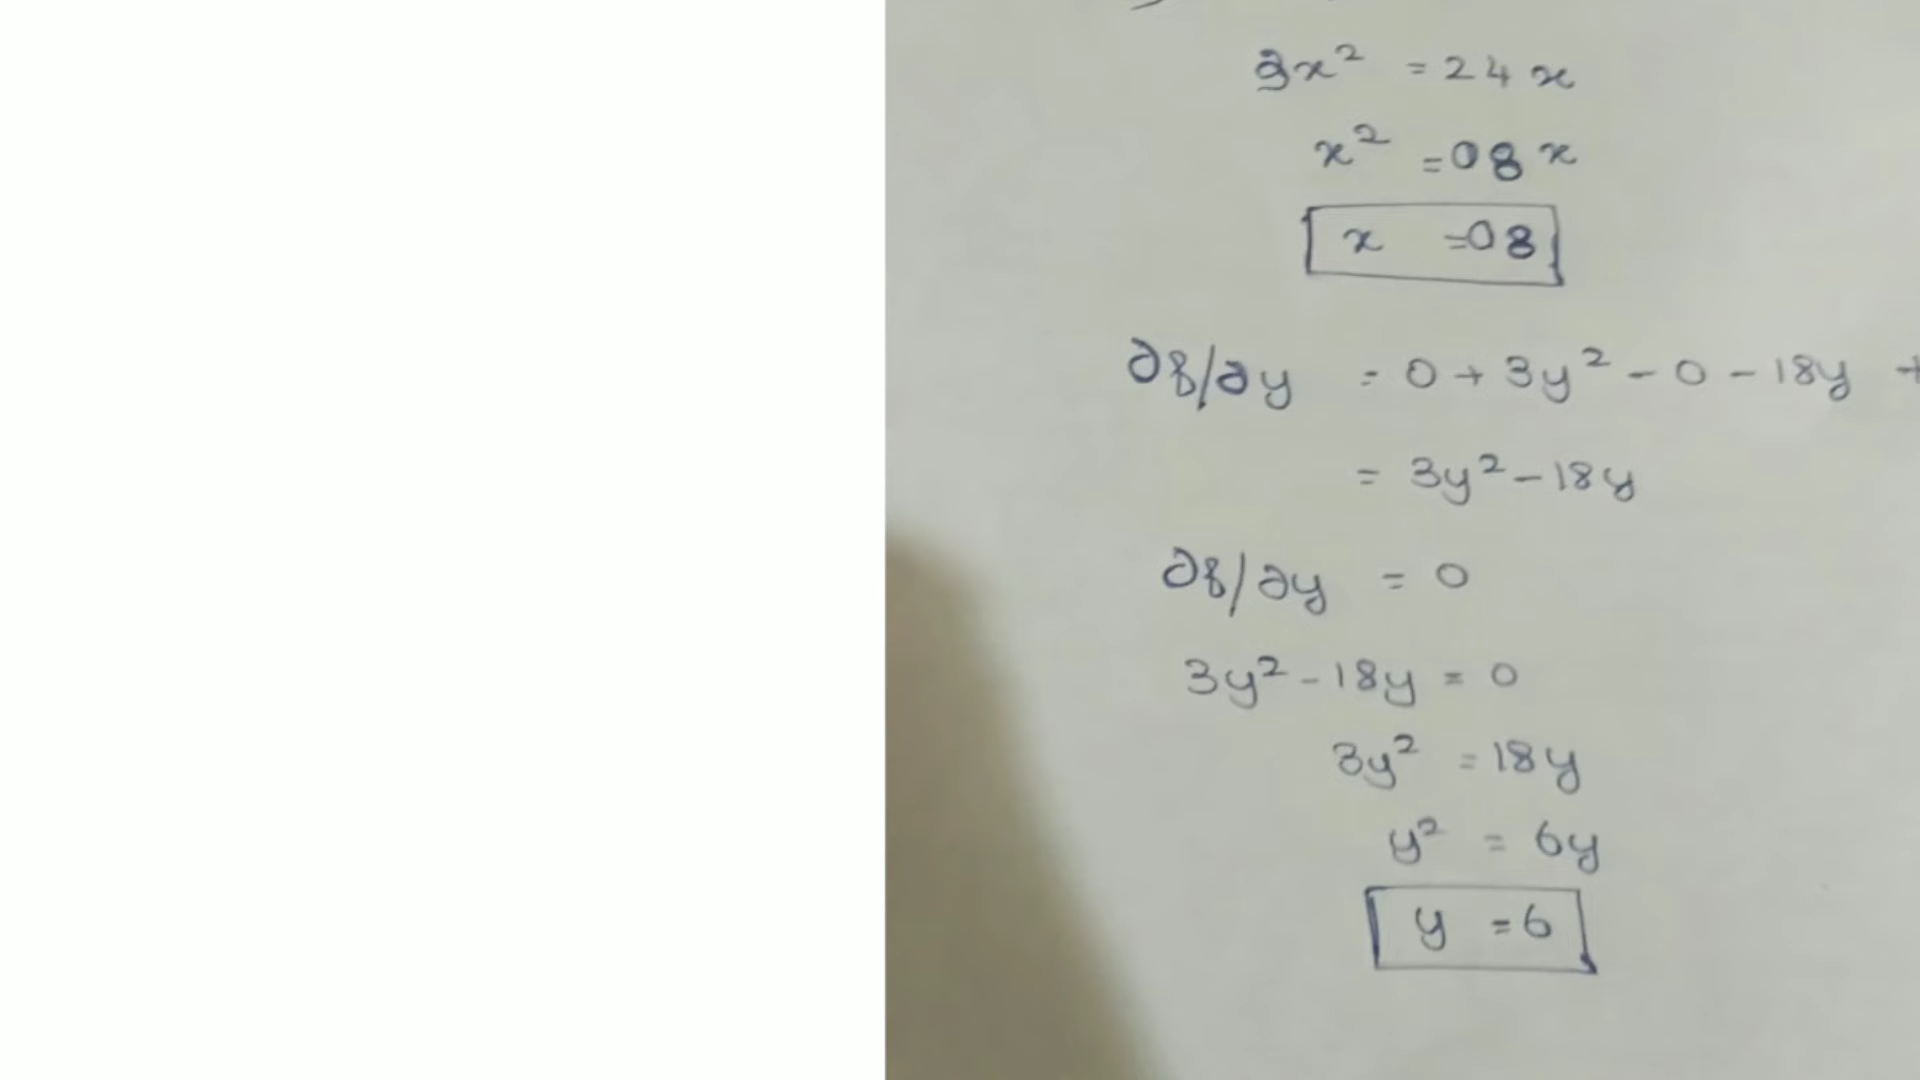 3x² = 24x
x² = 08x
x = 08
∂f/∂y = 0 + 3y² - 0 - 18y +
= 3y² - 18y
∂f/∂y = 0
3y² - 18y = 0
3y² = 18y
y² = 6y
y = 6